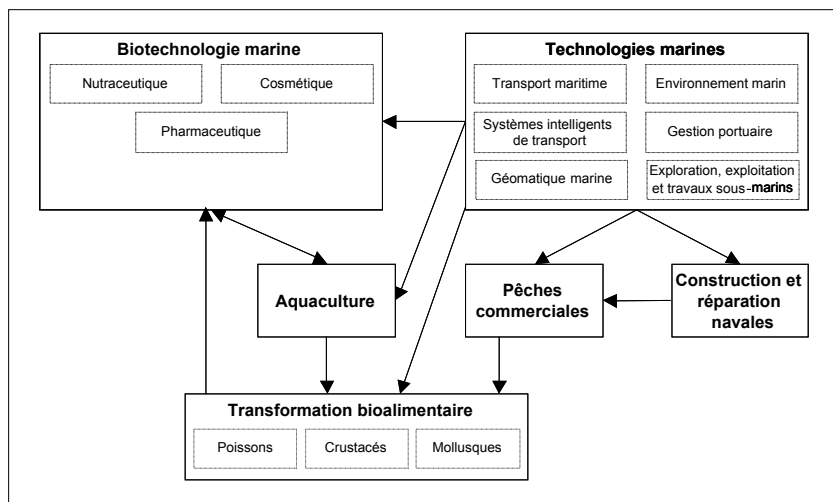 Biotechnologie marine
Nutraceutique
Cosmétique
Pharmaceutique
Technologies marines
Transport maritime
Environnement marin
Systèmes intelligents
de transport
Gestion portuaire
Géomatique marine
Exploration, exploitation
et travaux sous-marins
Aquaculture
Pêches
commerciales
Construction et
réparation
navales
Transformation bioalimentaire
Poissons
Crustacés
Mollusques